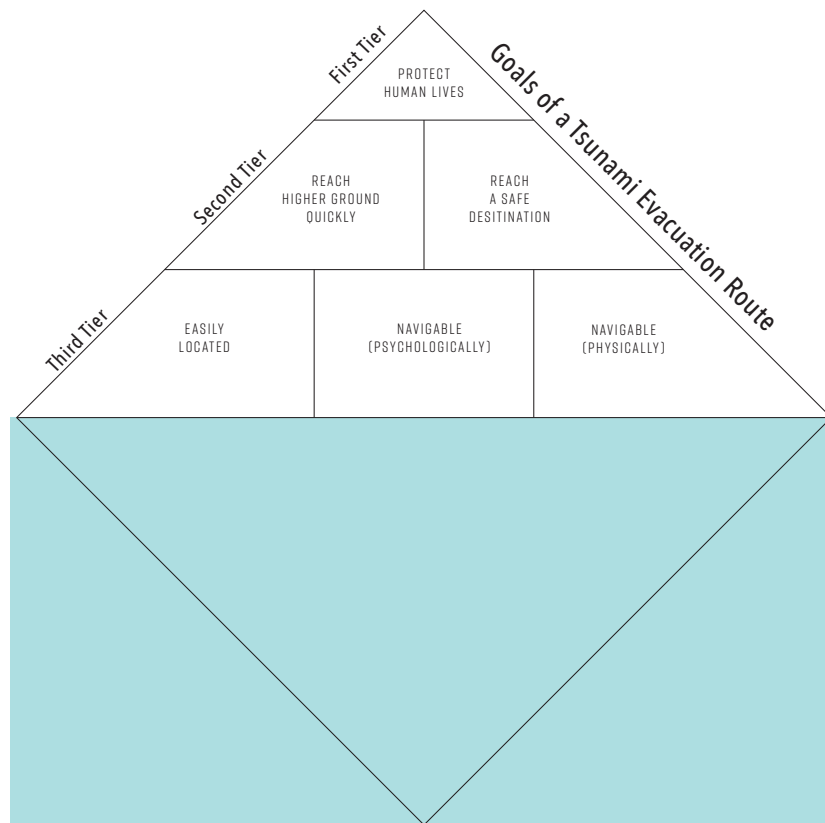 First Tier
Goals of a Tsunami Evacuation Route
PROTECT
HUMAN LIVES
Second Tier
REACH
HIGHER GROUND
QUICKLY
REACH
A SAFE
DESITINATION
Third Tier
EASILY
LOCATED
NAVIGABLE
(PSYCHOLOGICALLY)
NAVIGABLE
(PHYSICALLY)